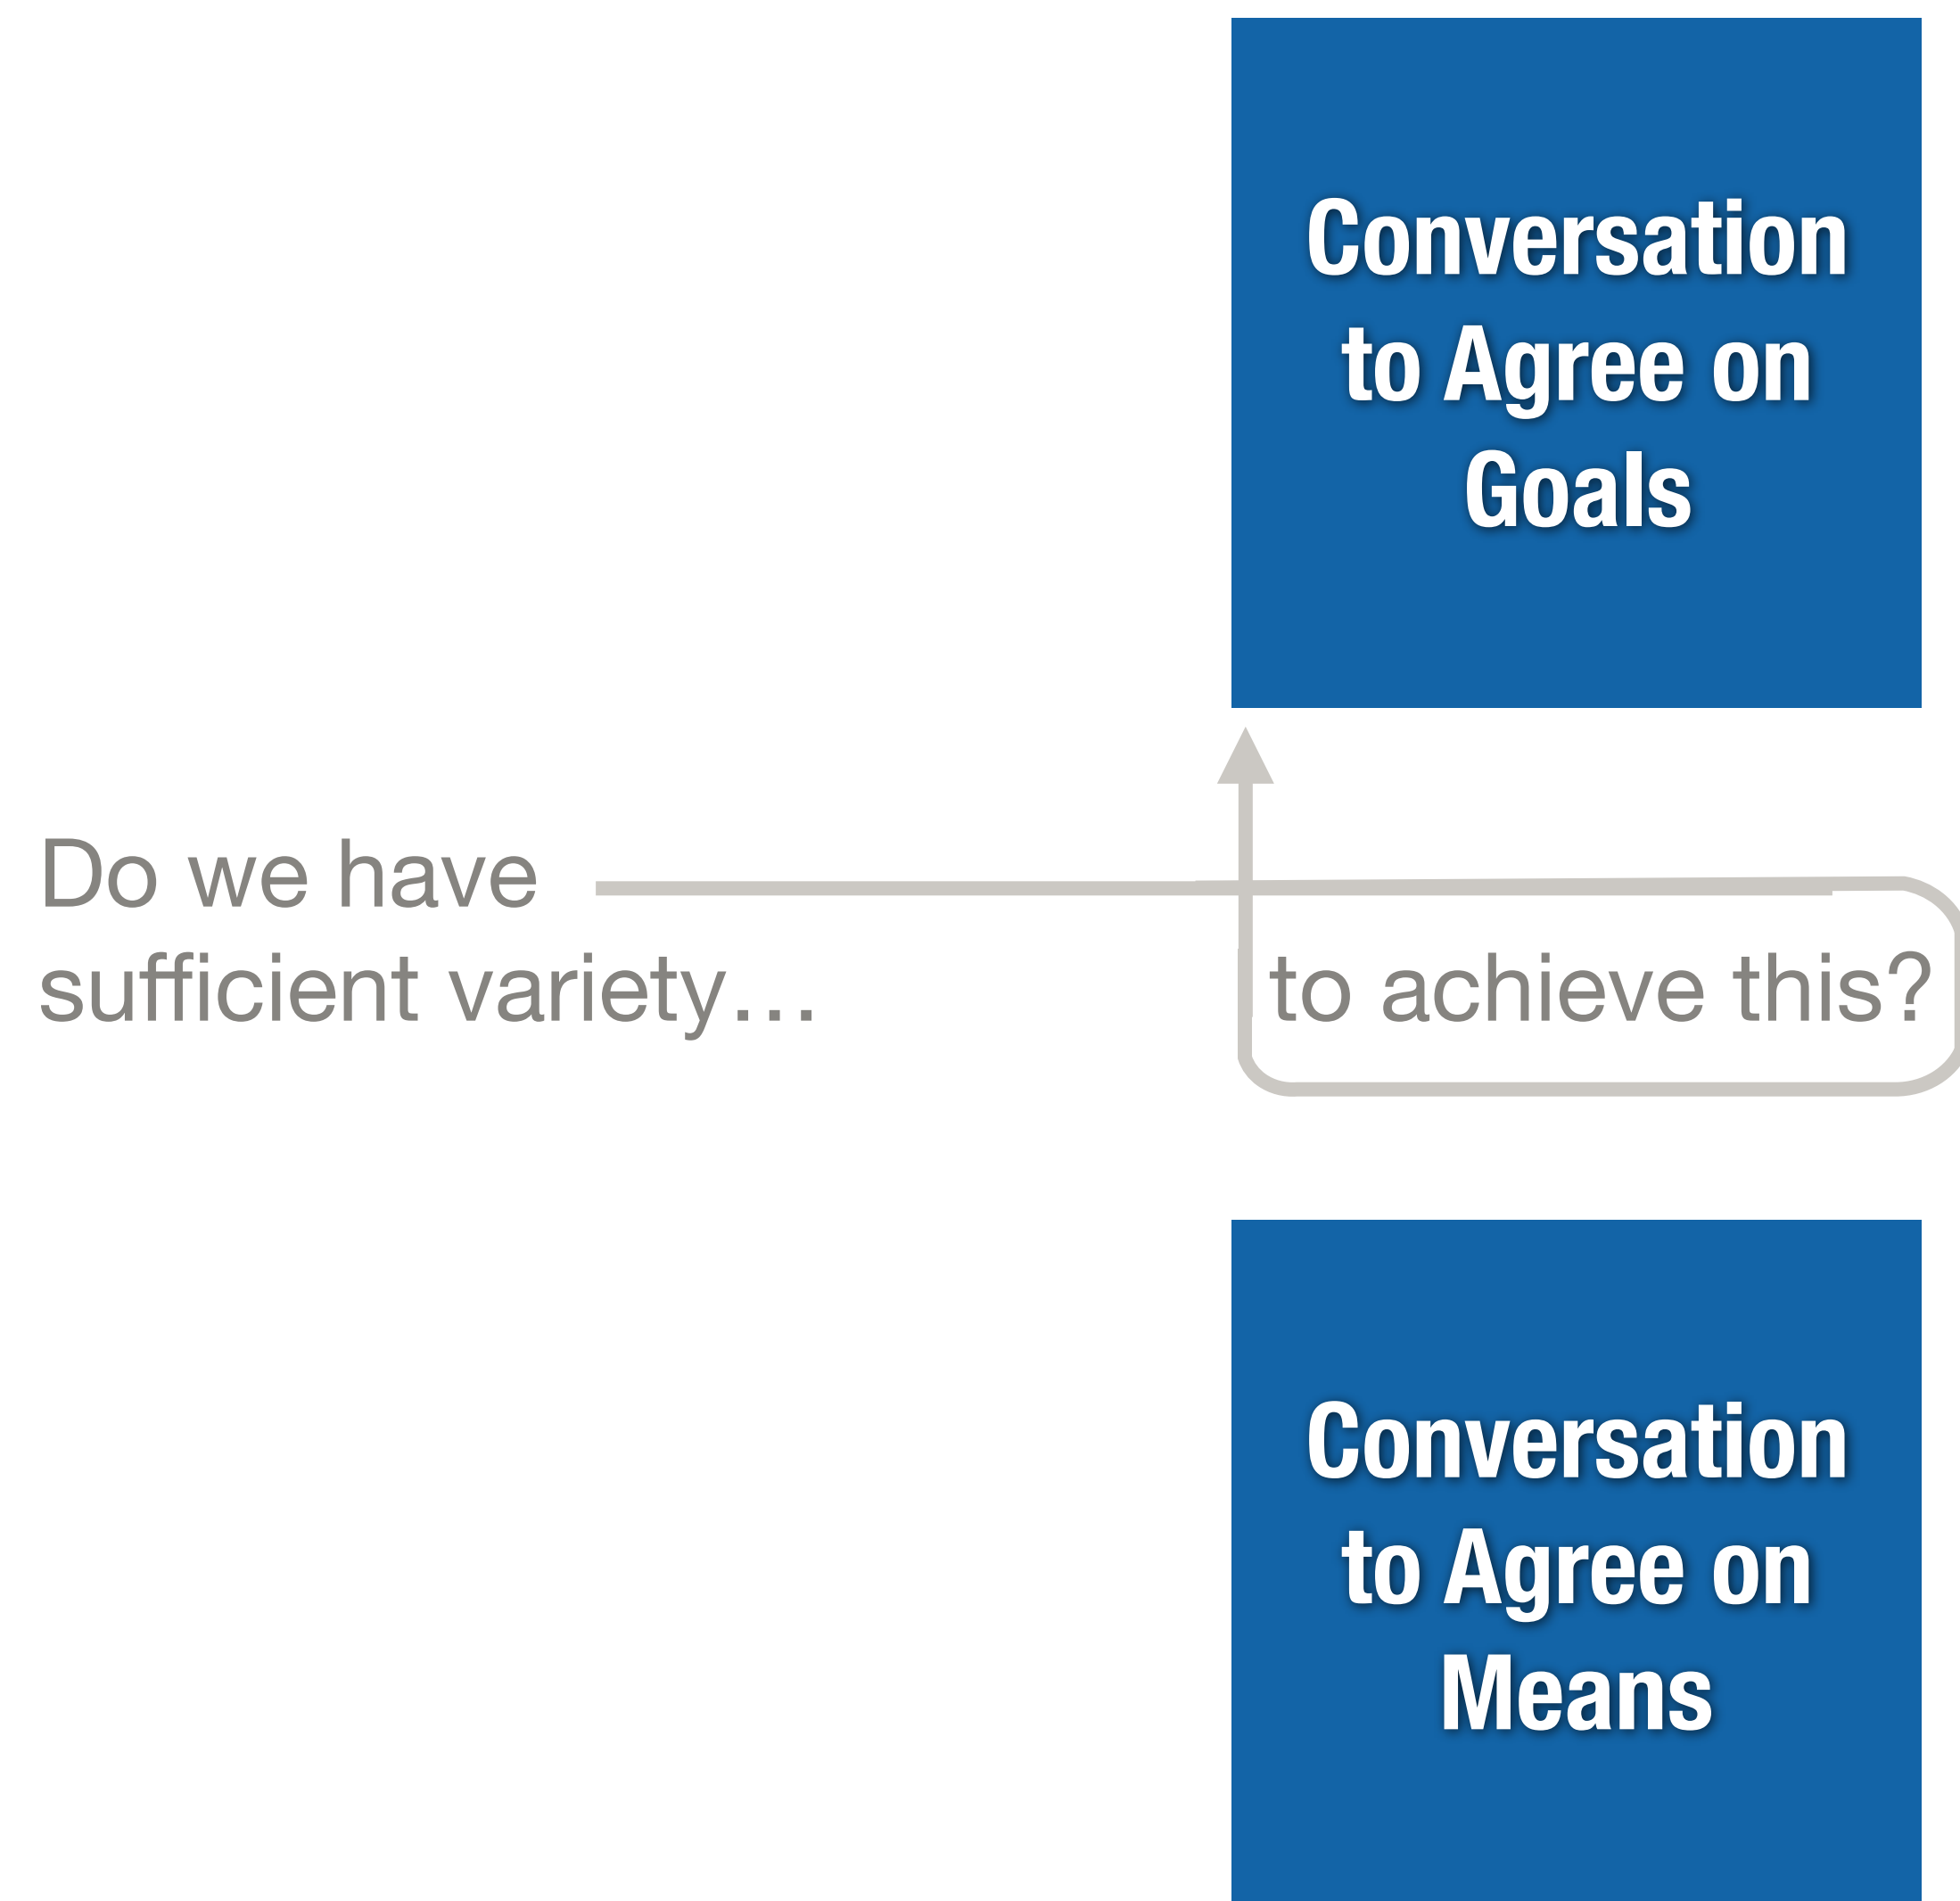 Conversation
to Agree on
Goals
Do we have
sufficient variety…
to achieve this?
Conversation
to Agree on
Means